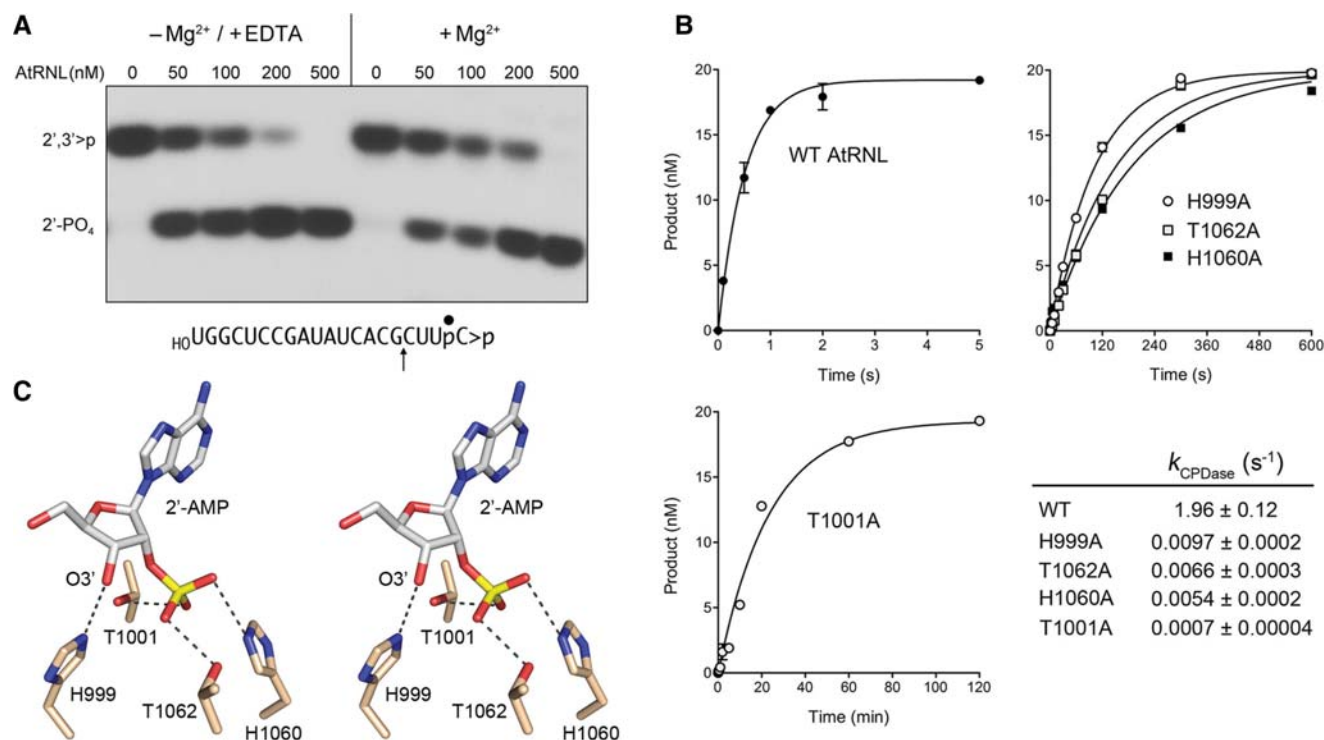 A
− Mg²⁺ / +EDTA
+ Mg²⁺
AtRNL(nM) 0 50 100 200 500 0 50 100 200 500
2',3'>p
2'-PO₄
HOUGGCUCCGAUAUCACGCUUpC>p
B
20
15
10
5
0
Product (nM)
0 1 2 3 4 5
Time (s)
WT AtRNL
20
15
10
5
0
0 120 240 360 480 600
Time (s)
H999A
T1062A
H1060A
20
15
10
5
0
Product (nM)
0 20 40 60 80 100 120
Time (min)
T1001A
kCPDase (s⁻¹)
WT 1.96 ± 0.12
H999A 0.0097 ± 0.0002
T1062A 0.0066 ± 0.0003
H1060A 0.0054 ± 0.0002
T1001A 0.0007 ± 0.00004
C
2'-AMP 2'-AMP
O3' O3'
T1001 T1001
H999 H999
T1062 T1062
H1060 H1060